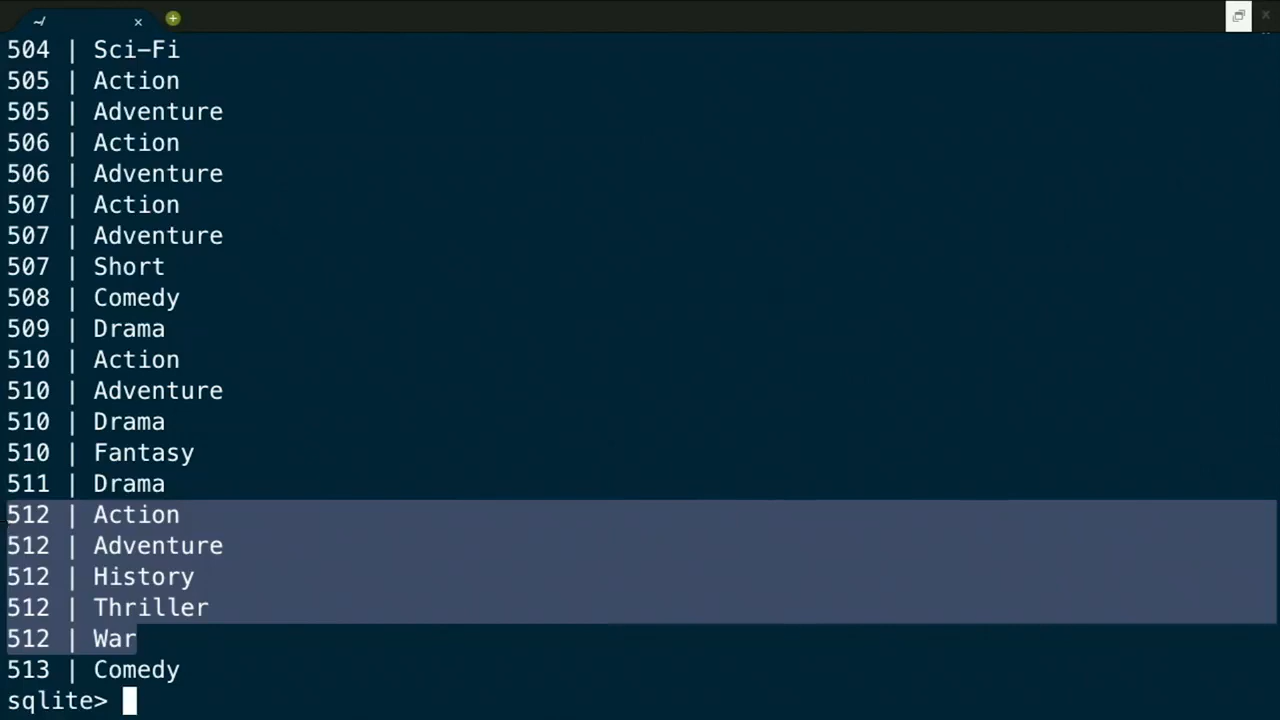 ~/
504 | Sci-Fi
505 | Action
505 | Adventure
506 | Action
506 | Adventure
507 | Action
507 | Adventure
507 | Short
508 | Comedy
509 | Drama
510 | Action
510 | Adventure
510 | Drama
510 | Fantasy
511 | Drama
512 | Action
512 | Adventure
512 | History
512 | Thriller
512 | War
513 | Comedy
sqlite>